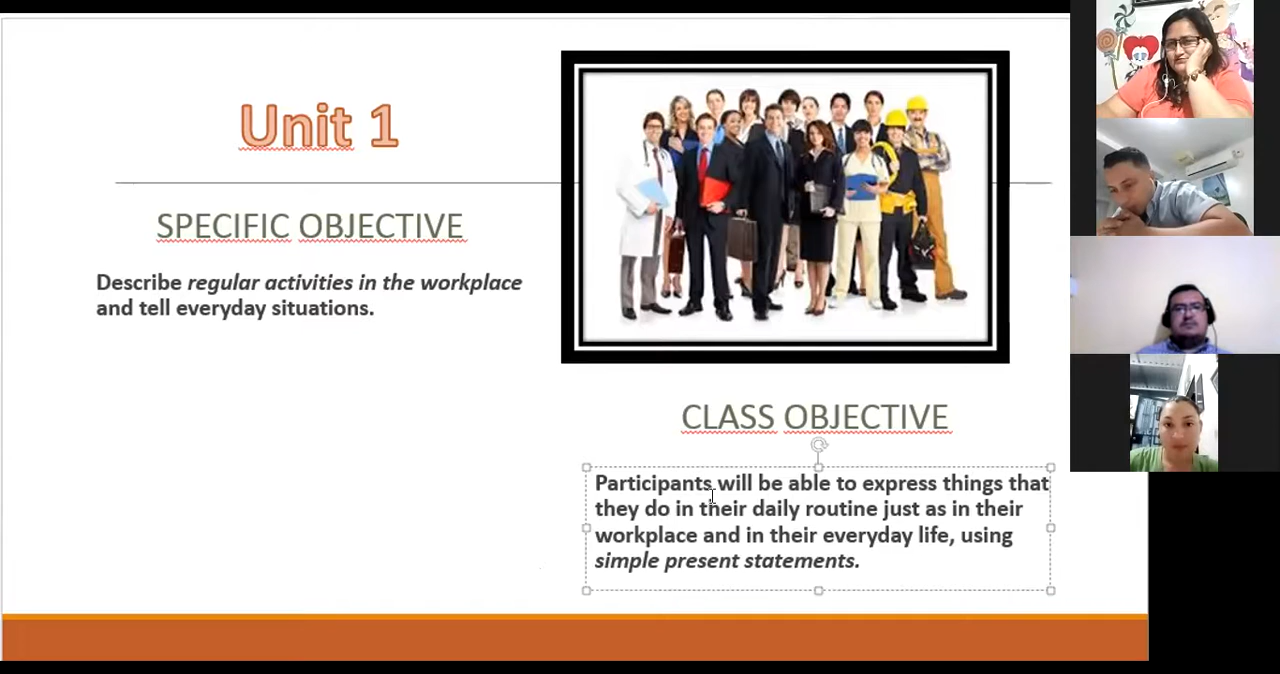 Unit 1
SPECIFIC OBJECTIVE
Describe regular activities in the workplace
and tell everyday situations.
CLASS OBJECTIVE
Participants will be able to express things that
they do in their daily routine just as in their
workplace and in their everyday life, using
simple present statements.